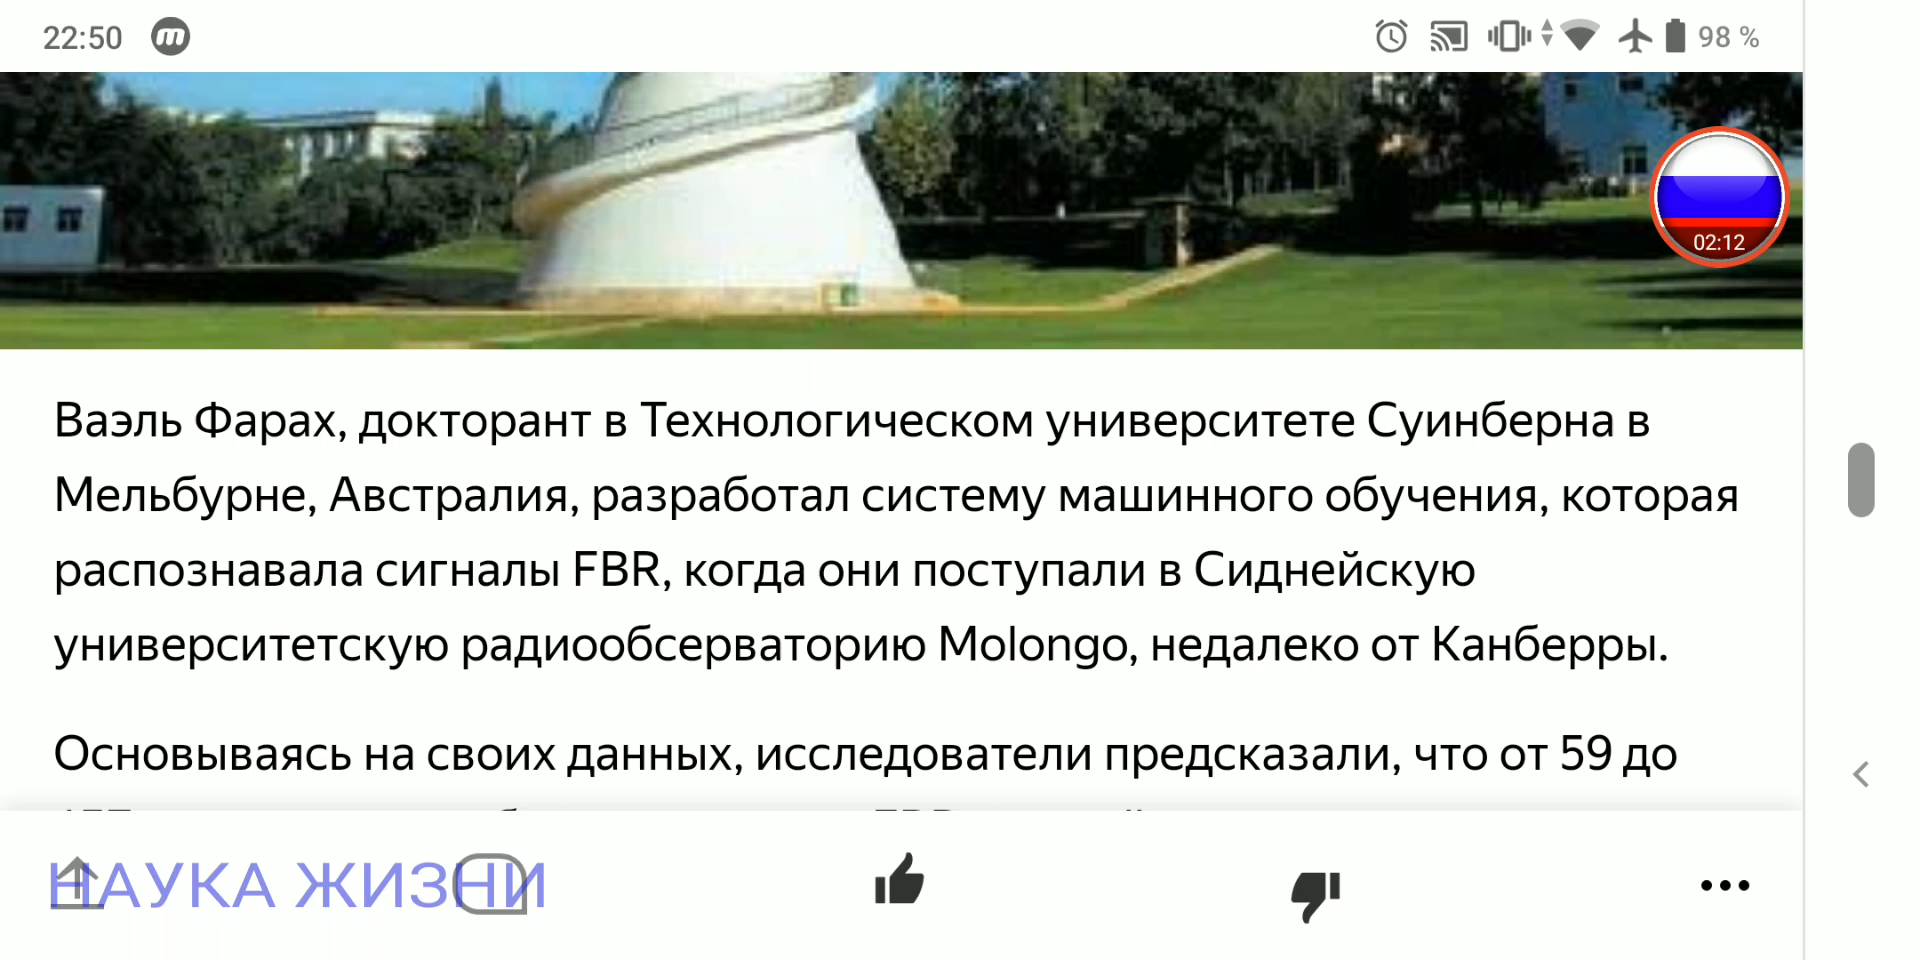 22:50
98 %
02:12
Ваэль Фарах, докторант в Технологическом университете Суинберна в
Мельбурне, Австралия, разработал систему машинного обучения, которая
распознавала сигналы FBR, когда они поступали в Сиднейскую
университетскую радиообсерваторию Molongo, недалеко от Канберры.
Основываясь на своих данных, исследователи предсказали, что от 59 до
НАУКА ЖИЗНИ